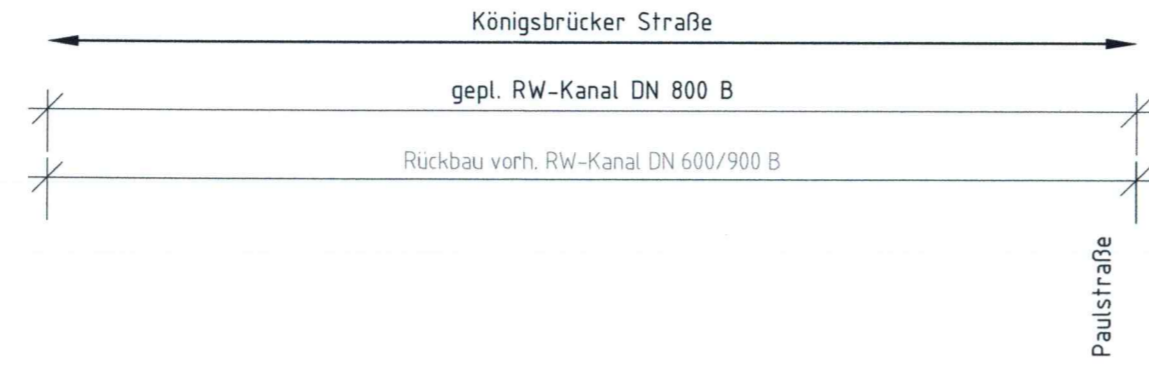 Königsbrücker Straße
gepl. RW-Kanal DN 800 B
Rückbau vorh. RW-Kanal DN 600/900 B
Paulstraße